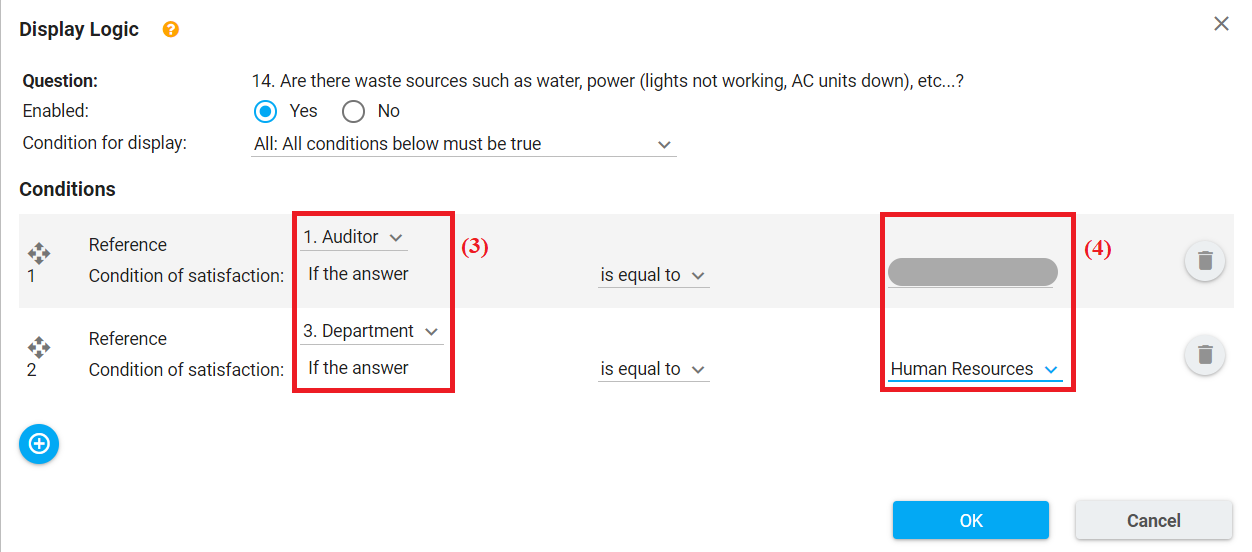 Display Logic ?
Question: 14. Are there waste sources such as water, power (lights not working, AC units down), etc...?
Enabled: Yes No
Condition for display: All: All conditions below must be true
Conditions
Reference 1. Auditor (3) (4)
1 Condition of satisfaction: If the answer is equal to
Reference 3. Department
2 Condition of satisfaction: If the answer is equal to Human Resources
OK Cancel